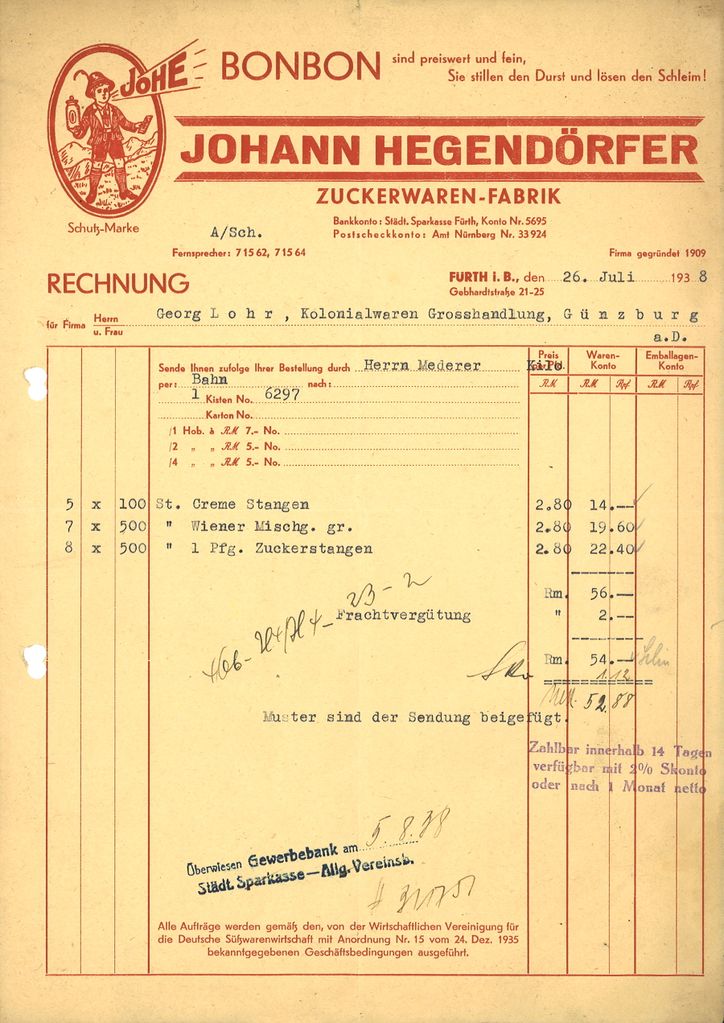 JOHE BONBON sind preiswert und fein,
Sie stillen den Durst und lösen den Schleim!
JOHANN HEGENDÖRFER
ZUCKERWAREN-FABRIK
Schutz-Marke
Bankkonto: Städt. Sparkasse Fürth, Konto Nr. 5695
A/Sch.
Postscheckkonto: Amt Nürnberg Nr. 33924
Fernsprecher: 71562, 71564
Firma gegründet 1909
RECHNUNG
FÜRTH i. B., den 26. Juli 1938
Gebhardtstraße 21-25
für Firma Herrn u. Frau Georg Lohr, Kolonialwaren Grosshandlung, Günzburg
a.D.
Sende Ihnen zufolge Ihrer Bestellung durch Herrn Mederer
Preis Kilo
Waren-Konto
Emballagen-Konto
RM RM Rpf RM Rpf
per: Bahn nach:
1 Kisten No. 6297
Karton No.
/1 Hob. à RM 7.- No.
/2 „ „ RM 5.- No.
/4 „ „ RM 5.- No.
5 x 100 St. Creme Stangen 2.80 14.--
7 x 500 " Wiener Mischg. gr. 2.80 19.60
8 x 500 " 1 Pfg. Zuckerstangen 2.80 22.40
Rm. 56.--
Frachtvergütung " 2.--
Rm. 54.--
1.12
52.88
Muster sind der Sendung beigefügt.
Zahlbar innerhalb 14 Tagen
verfügbar mit 2% Skonto
oder nach 1 Monat netto
Überwiesen Gewerbebank am 5.8.38
Städt. Sparkasse—Allg. Vereinsb.
Alle Aufträge werden gemäß den, von der Wirtschaftlichen Vereinigung für
die Deutsche Süßwarenwirtschaft mit Anordnung Nr. 15 vom 24. Dez. 1935
bekanntgegebenen Geschäftsbedingungen ausgeführt.